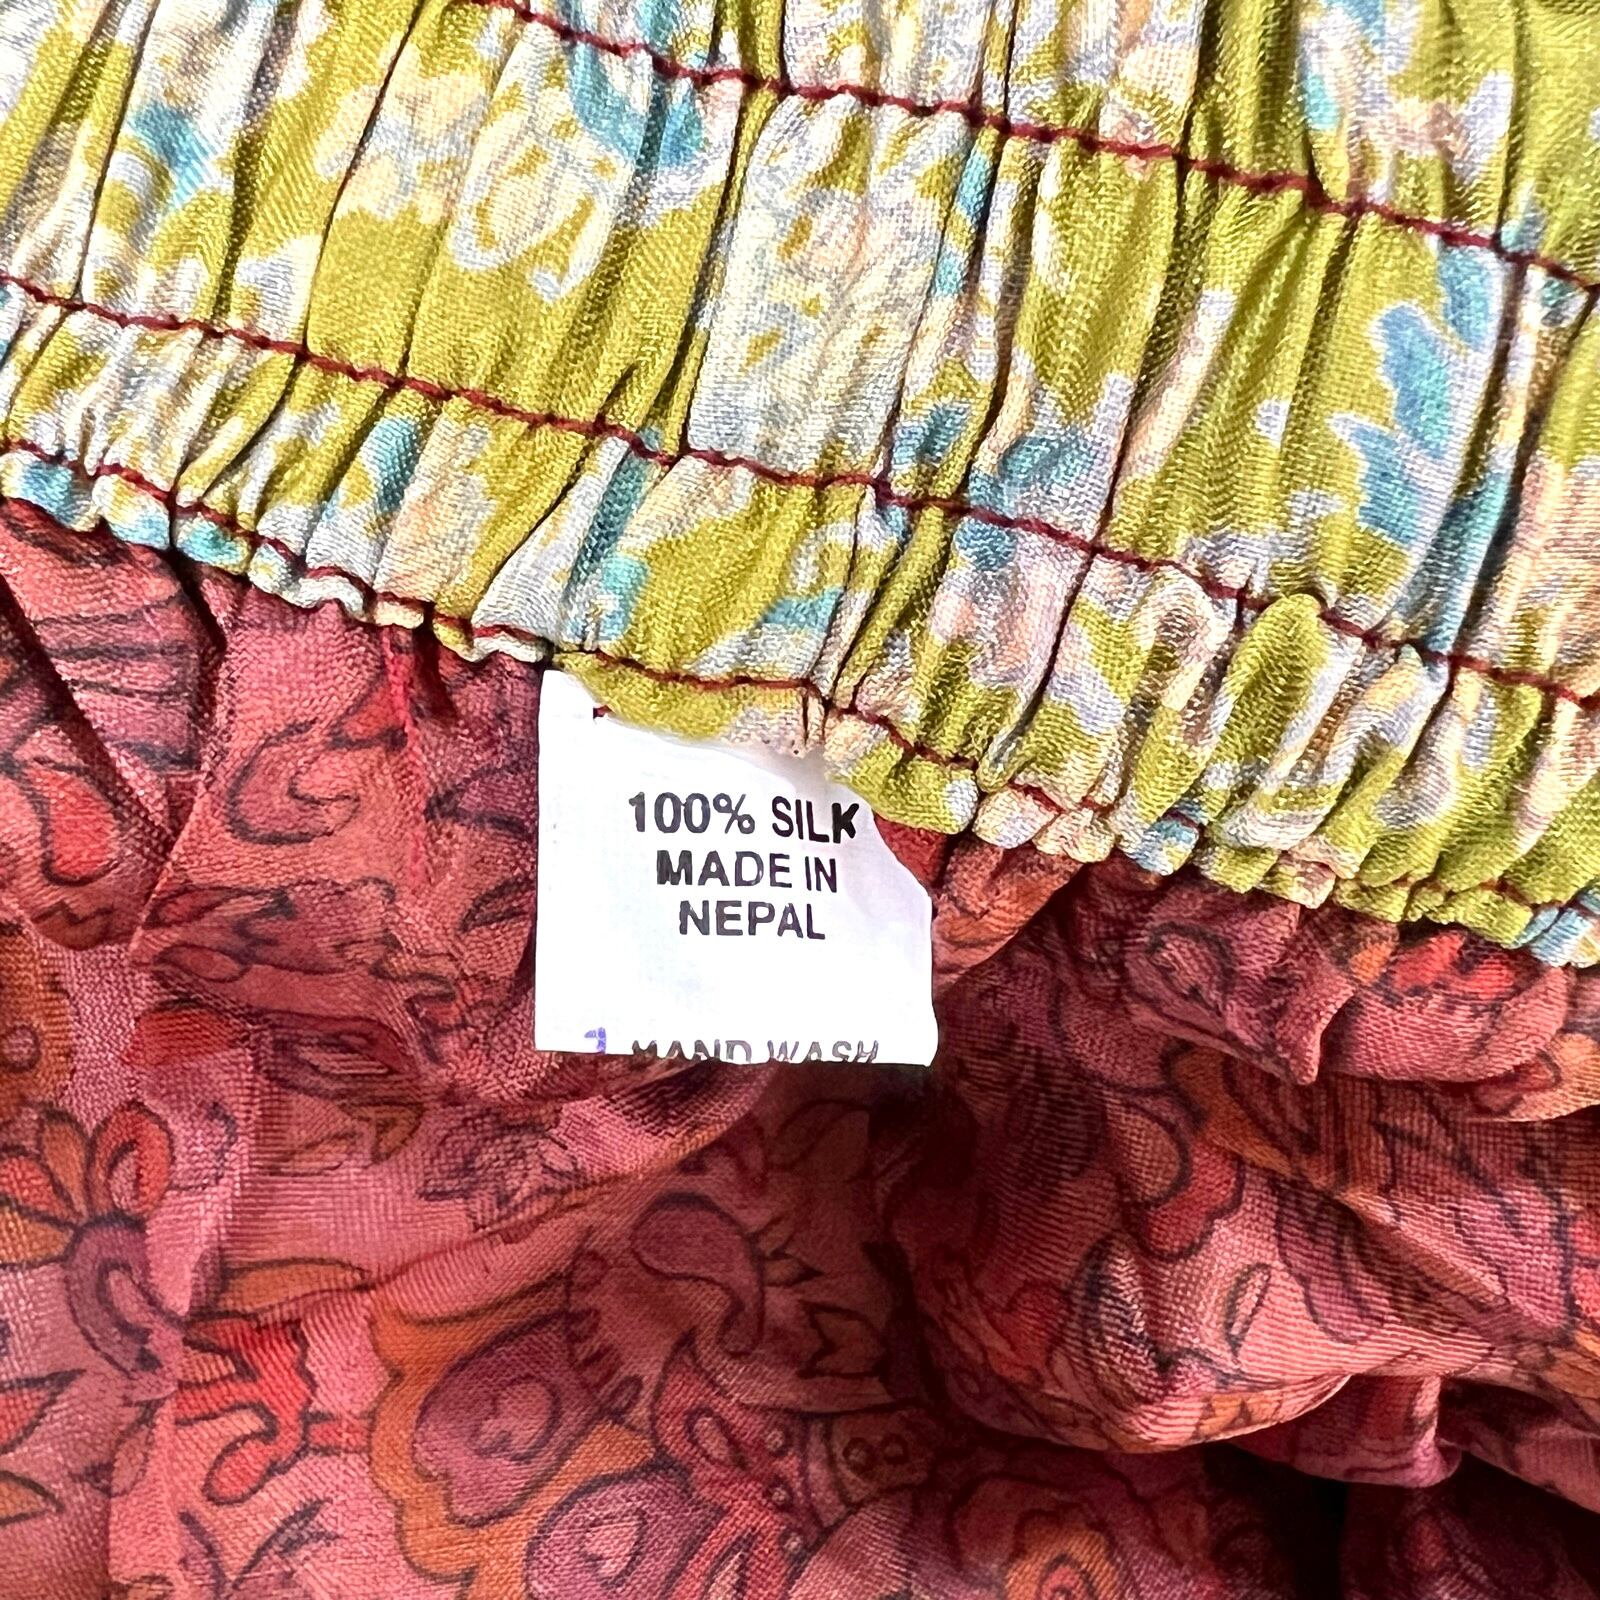 100% SILK
MADE IN
NEPAL
HAND WASH